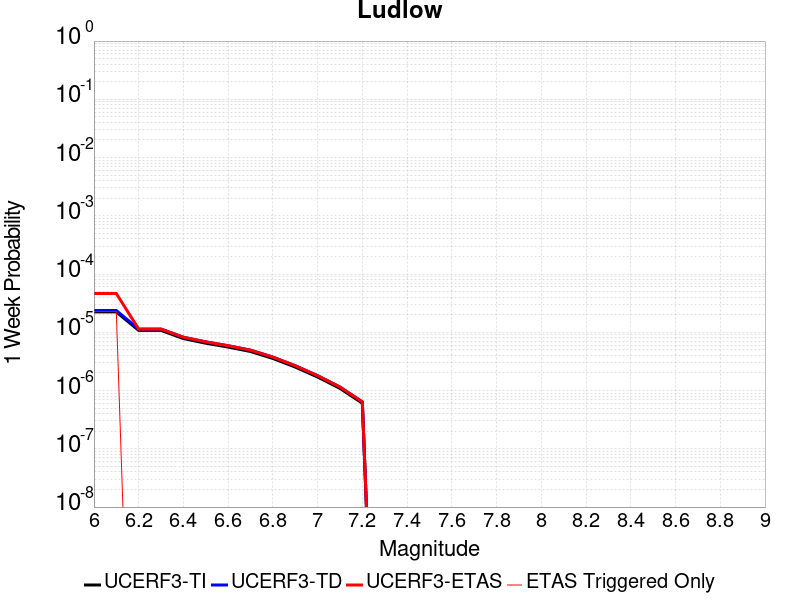 Ludlow
1 Week Probability
10^0
10^-1
10^-2
10^-3
10^-4
10^-5
10^-6
10^-7
10^-8
6 6.2 6.4 6.6 6.8 7 7.2 7.4 7.6 7.8 8 8.2 8.4 8.6 8.8 9
Magnitude
UCERF3-TI UCERF3-TD UCERF3-ETAS ETAS Triggered Only